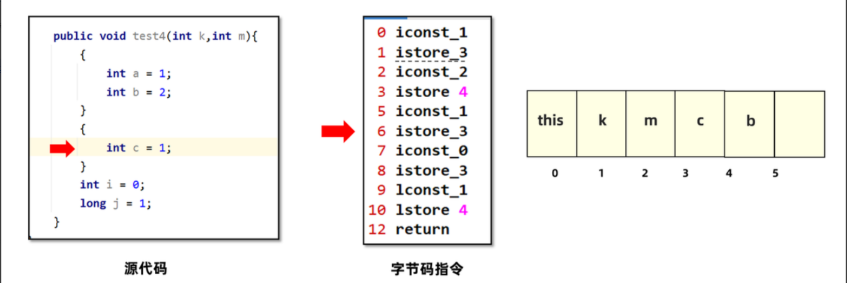 public void test4(int k,int m){
{
int a = 1;
int b = 2;
}
{
int c = 1;
}
int i = 0;
long j = 1;
}
源代码
0 iconst_1
1 istore_3
2 iconst_2
3 istore 4
5 iconst_1
6 istore_3
7 iconst_0
8 istore_3
9 lconst_1
10 lstore 4
12 return
字节码指令
this k m c b
0 1 2 3 4 5